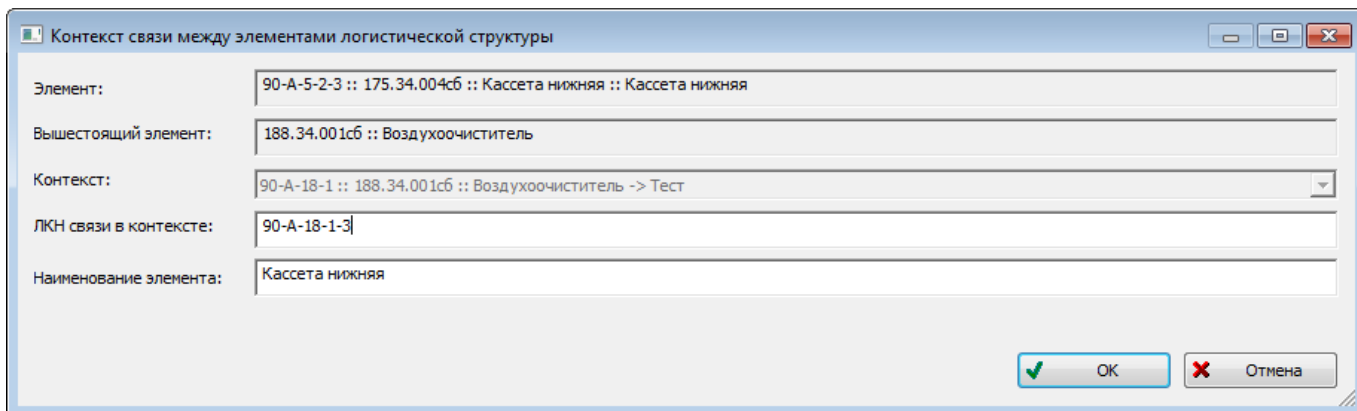 Контекст связи между элементами логистической структуры
Элемент: 90-А-5-2-3 :: 175.34.004сб :: Кассета нижняя :: Кассета нижняя
Вышестоящий элемент: 188.34.001сб :: Воздухоочиститель
Контекст: 90-А-18-1 :: 188.34.001сб :: Воздухоочиститель -> Тест
ЛКН связи в контексте: 90-А-18-1-3
Наименование элемента: Кассета нижняя
ОК Отмена